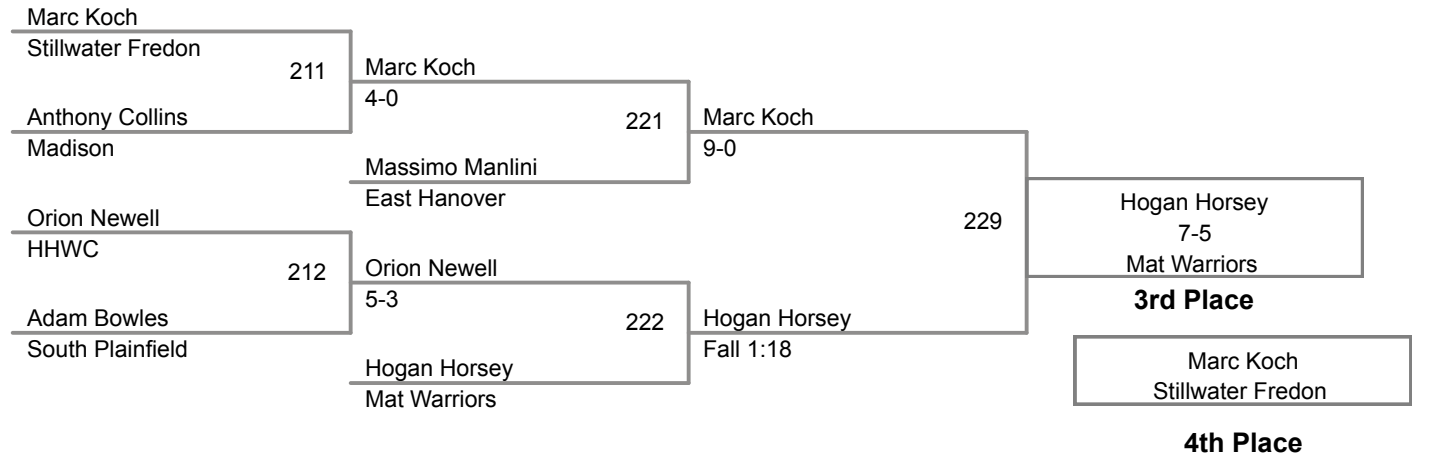 Marc Koch
Stillwater Fredon
211
Anthony Collins
Madison
Orion Newell
HHWC
212
Adam Bowles
South Plainfield
Marc Koch
4-0
221
Massimo Manlini
East Hanover
Orion Newell
5-3
222
Hogan Horsey
Mat Warriors
Marc Koch
9-0
229
Hogan Horsey
Fall 1:18
Hogan Horsey
7-5
Mat Warriors
3rd Place
Marc Koch
Stillwater Fredon
4th Place